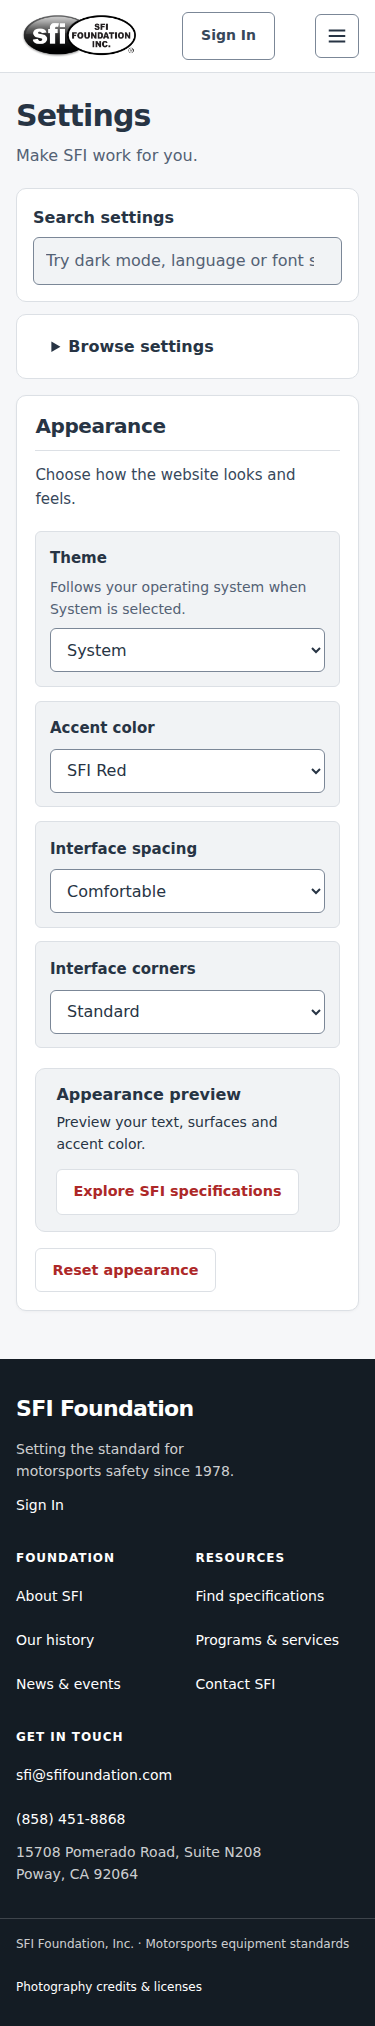 sfi
SFI
FOUNDATION
INC.
®
Sign In
Settings
Make SFI work for you.
Search settings
Try dark mode, language or font s
▶ Browse settings
Appearance
Choose how the website looks and
feels.
Theme
Follows your operating system when
System is selected.
System
Accent color
SFI Red
Interface spacing
Comfortable
Interface corners
Standard
Appearance preview
Preview your text, surfaces and
accent color.
Explore SFI specifications
Reset appearance
SFI Foundation
Setting the standard for
motorsports safety since 1978.
Sign In
FOUNDATION
About SFI
Our history
News & events
RESOURCES
Find specifications
Programs & services
Contact SFI
GET IN TOUCH
sfi@sfifoundation.com
(858) 451-8868
15708 Pomerado Road, Suite N208
Poway, CA 92064
SFI Foundation, Inc. · Motorsports equipment standards
Photography credits & licenses